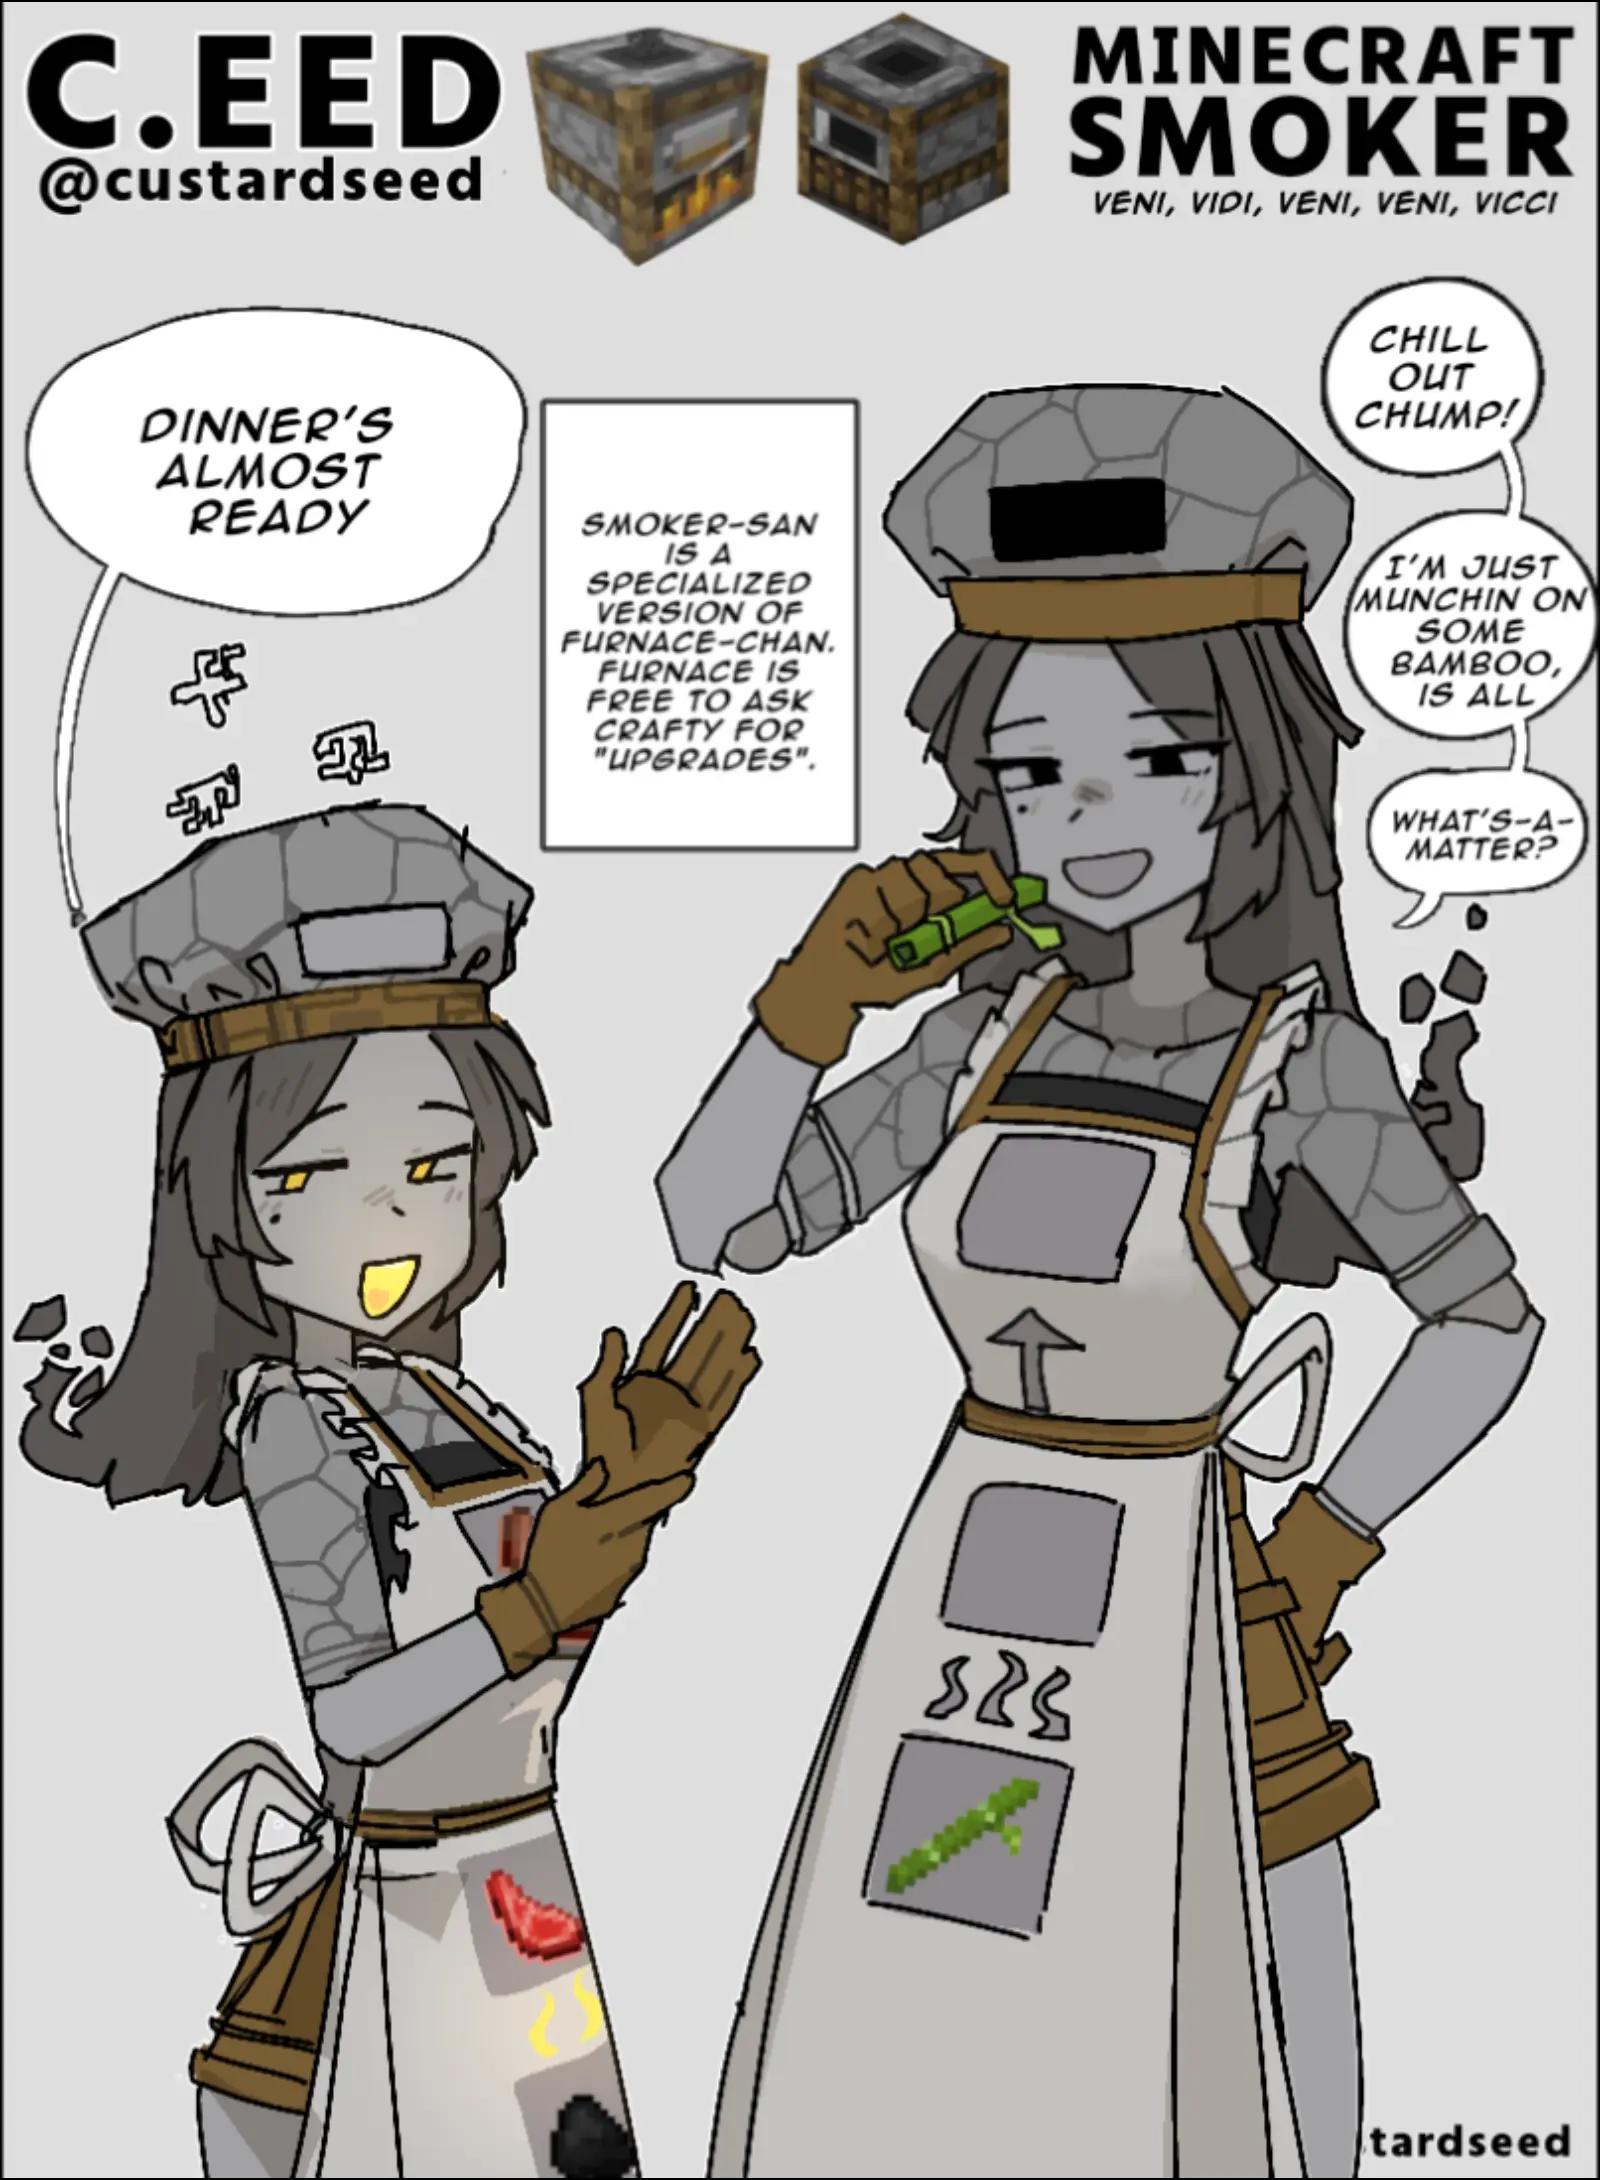 C.EED
@custardseed
MINECRAFT
SMOKER
VENI, VIDI, VENI, VENI, VICCI
DINNER'S
ALMOST
READY
SMOKER-SAN
IS A
SPECIALIZED
VERSION OF
FURNACE-CHAN.
FURNACE IS
FREE TO ASK
CRAFTY FOR
"UPGRADES".
CHILL
OUT
CHUMP!
I'M JUST
MUNCHIN ON
SOME
BAMBOO,
IS ALL
WHAT'S-A-
MATTER?
tardseed